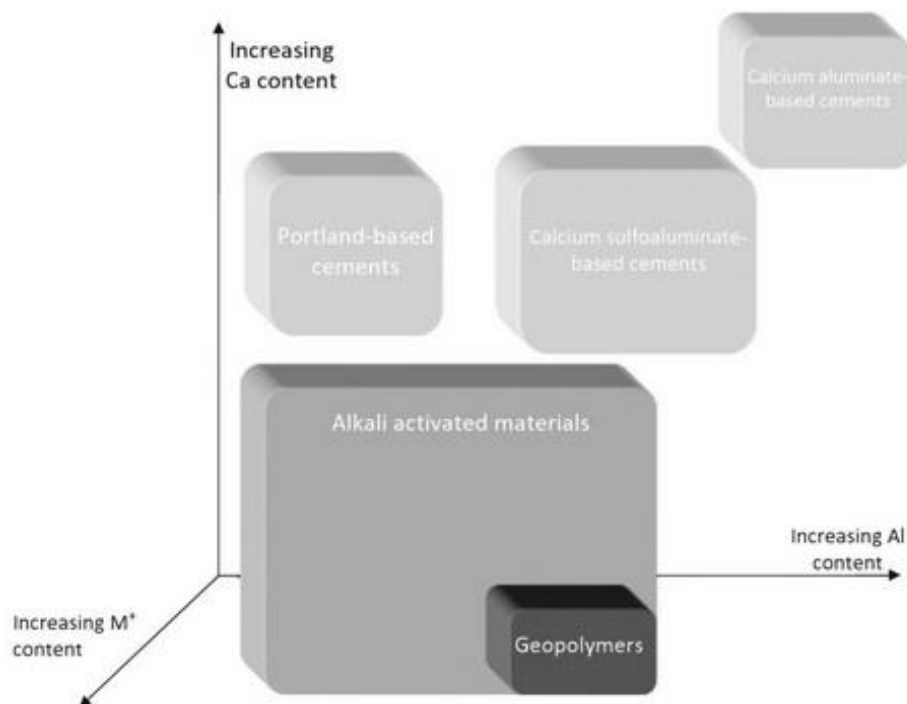 Increasing
Ca content
Calcium aluminate-
based cements
Portland-based
cements
Calcium sulfoaluminate-
based cements
Alkali activated materials
Increasing Al
content
Increasing M⁺
content
Geopolymers